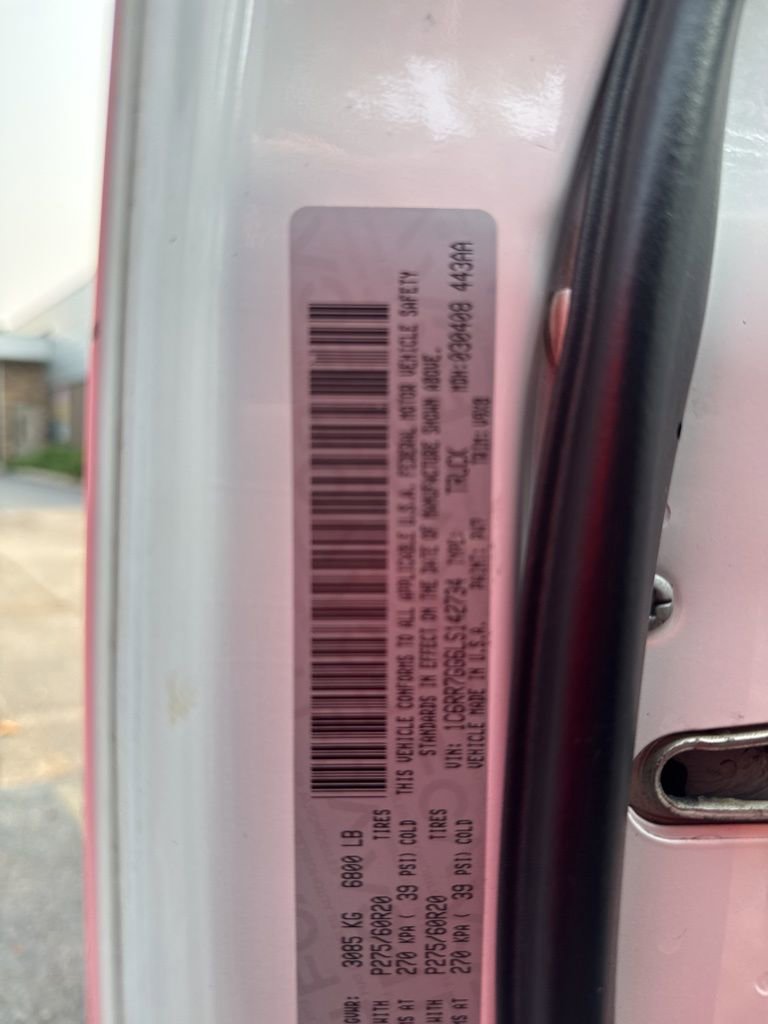 GVWR: 3085 KG 6800 LB
WITH P275/60R20 TIRES
MS AT 270 KPA ( 39 PSI) COLD
WITH P275/60R20 TIRES
MS AT 270 KPA ( 39 PSI) COLD
THIS VEHICLE CONFORMS TO ALL APPLICABLE U.S.A. FEDERAL MOTOR VEHICLE SAFETY
STANDARDS IN EFFECT ON THE DATE OF MANUFACTURE SHOWN ABOVE.
VIN: 1C6RR7GG6LS142734 TYPE: TRUCK MDH:030408 443AA
VEHICLE MADE IN U.S.A. PAINT: TRIM: